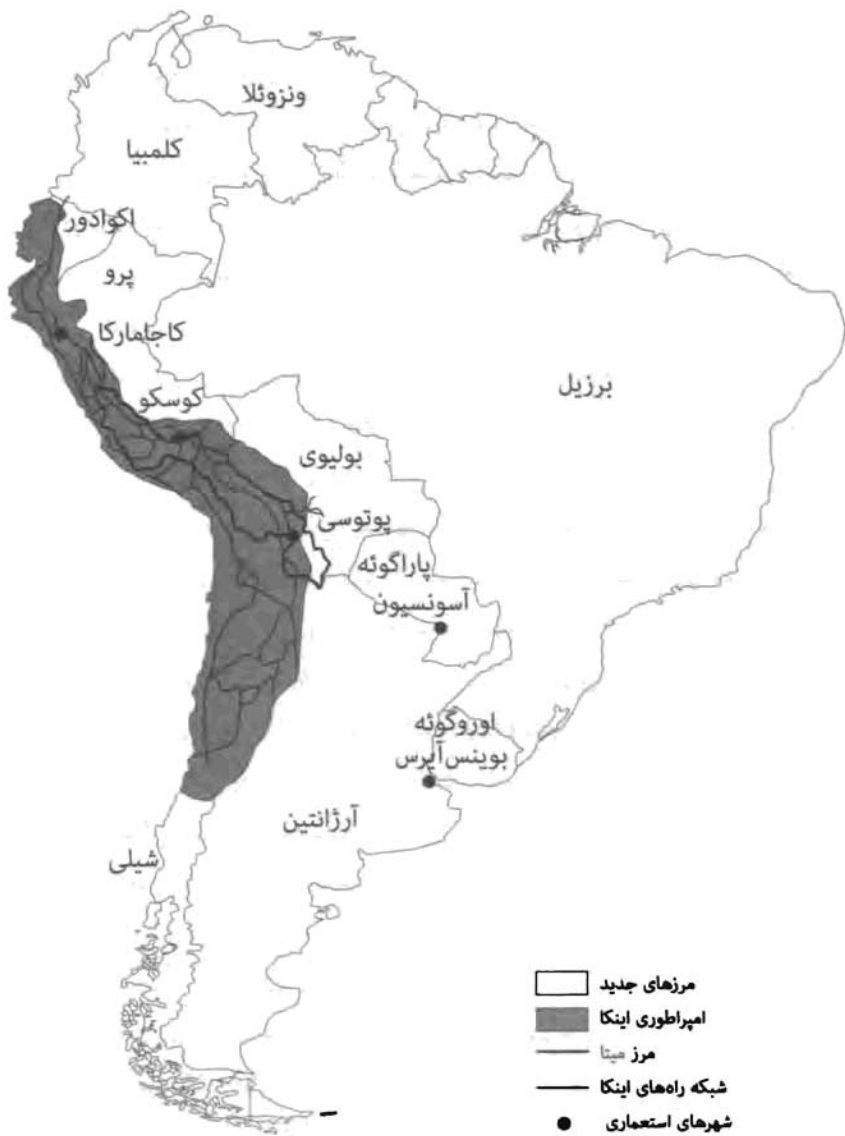 ونزوئلا
کلمبیا
اکوادور
پرو
کاجامارکا
برزیل
کوسکو
بولیوی
پوتوسی
پاراگوئه
آسونسیون
اوروگوئه
بوینس‌آیرس
آرژانتین
شیلی
مرزهای جدید
امپراطوری اینکا
مرز میتا
شبکه راه‌های اینکا
شهرهای استعماری